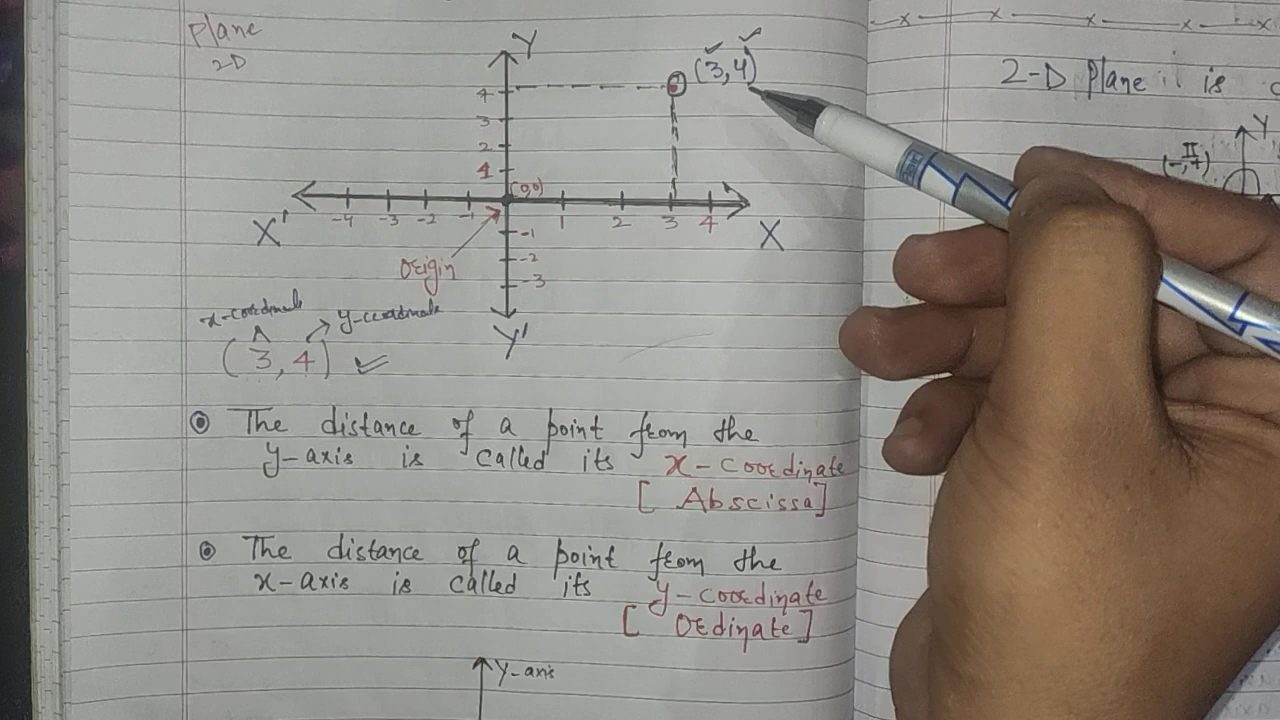 Plane
2-D
Y
(3,4)
4
3
2
1
(0,0)
-4 -3 -2 -1 1 2 3 4
X' X
-1
-2
-3
Origin
Y'
x-coordinate
y-coordinate
(3, 4)
The distance of a point from the
y-axis is called its x-coordinate
[Abscissa]
The distance of a point from the
x-axis is called its y-coordinate
[Ordinate]
y-axis
2-D Plane is
Y